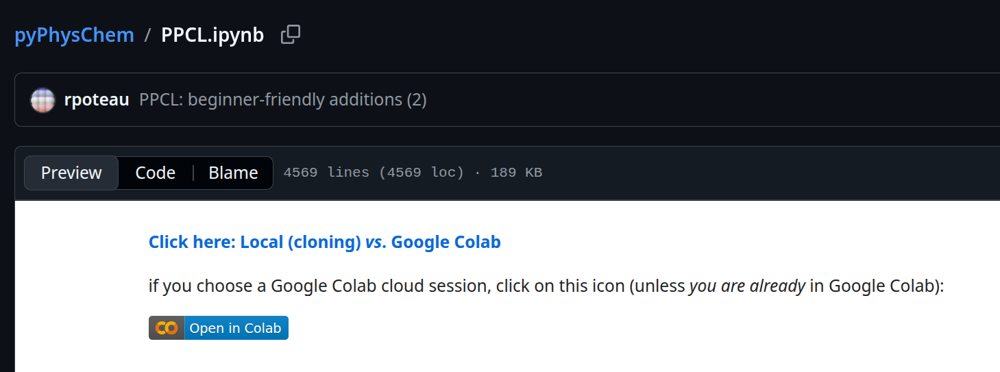 pyPhysChem / PPCL.ipynb
rpoteau PPCL: beginner-friendly additions (2)
Preview Code | Blame 4569 lines (4569 loc) · 189 KB
Click here: Local (cloning) vs. Google Colab
if you choose a Google Colab cloud session, click on this icon (unless you are already in Google Colab):
Open in Colab